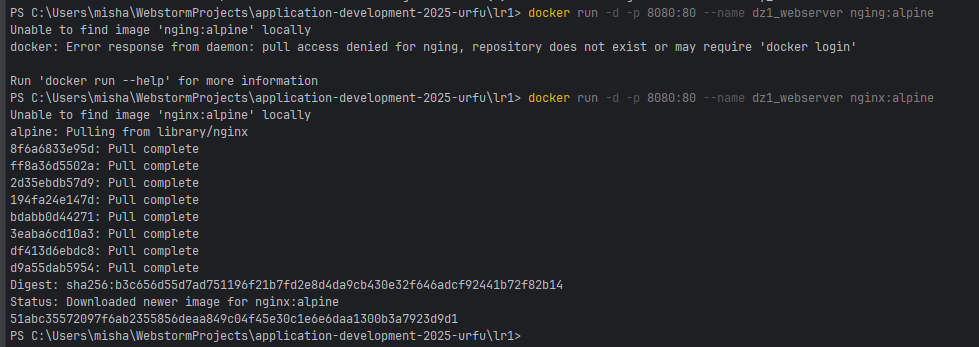 PS C:\Users\misha\WebstormProjects\application-development-2025-urfu\lr1> docker run -d -p 8080:80 --name dz1_webserver nging:alpine
Unable to find image 'nging:alpine' locally
docker: Error response from daemon: pull access denied for nging, repository does not exist or may require 'docker login'

Run 'docker run --help' for more information
PS C:\Users\misha\WebstormProjects\application-development-2025-urfu\lr1> docker run -d -p 8080:80 --name dz1_webserver nginx:alpine
Unable to find image 'nginx:alpine' locally
alpine: Pulling from library/nginx
8f6a6833e95d: Pull complete
ff8a36d5502a: Pull complete
2d35ebdb57d9: Pull complete
194fa24e147d: Pull complete
bdabb0d44271: Pull complete
3eaba6cd10a3: Pull complete
df413d6ebdc8: Pull complete
d9a55dab5954: Pull complete
Digest: sha256:b3c656d55d7ad751196f21b7fd2e8d4da9cb430e32f646adcf92441b72f82b14
Status: Downloaded newer image for nginx:alpine
51abc35572097f6ab2355856deaa849c04f45e30c1e6e6daa1300b3a7923d9d1
PS C:\Users\misha\WebstormProjects\application-development-2025-urfu\lr1>